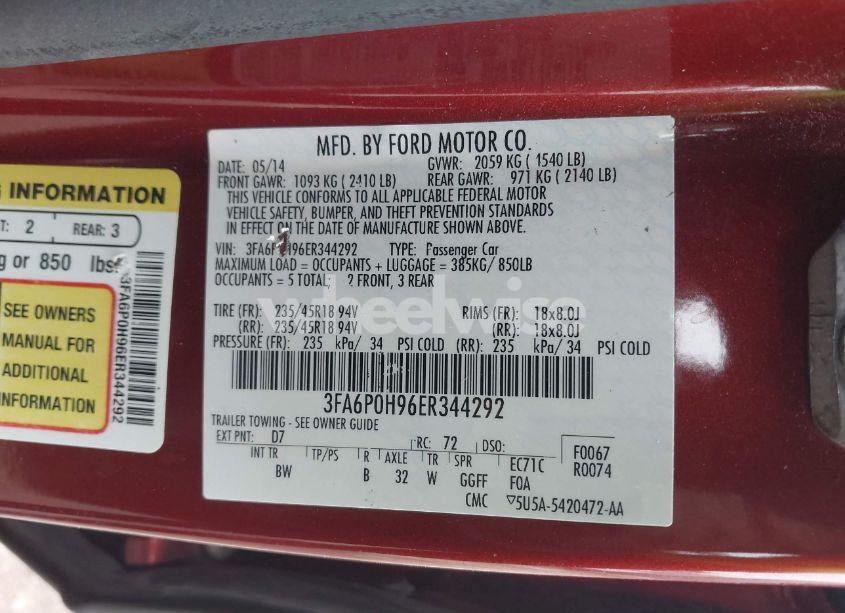 G INFORMATION
T: 2 REAR: 3
g or 850 lbs
SEE OWNERS
MANUAL FOR
ADDITIONAL
INFORMATION
3FA6P0H96ER344292
MFD. BY FORD MOTOR CO.
DATE: 05/14 GVWR: 2059 KG ( 1540 LB)
FRONT GAWR: 1093 KG ( 2410 LB) REAR GAWR: 971 KG ( 2140 LB)
THIS VEHICLE CONFORMS TO ALL APPLICABLE FEDERAL MOTOR
VEHICLE SAFETY, BUMPER, AND THEFT PREVENTION STANDARDS
IN EFFECT ON THE DATE OF MANUFACTURE SHOWN ABOVE.
VIN: 3FA6P H96ER344292 TYPE: Passenger Car
MAXIMUM LOAD = OCCUPANTS + LUGGAGE = 385KG/ 850LB
OCCUPANTS = 5 TOTAL, 2 FRONT, 3 REAR
wheelwise
TIRE (FR): 235/45R18 94V RIMS (FR): 18x8.0J
(RR): 235/45R18 94V (RR): 18x8.0J
PRESSURE (FR): 235 kPa/ 34 PSI COLD (RR): 235 kPa/ 34 PSI COLD
3FA6P0H96ER344292
TRAILER TOWING - SEE OWNER GUIDE
EXT PNT: D7 RC: 72 DSO: F0067
INT TR TP/PS R AXLE TR SPR EC71C R0074
BW B 32 W GGFF F0A
CMC ▽5U5A-5420472-AA